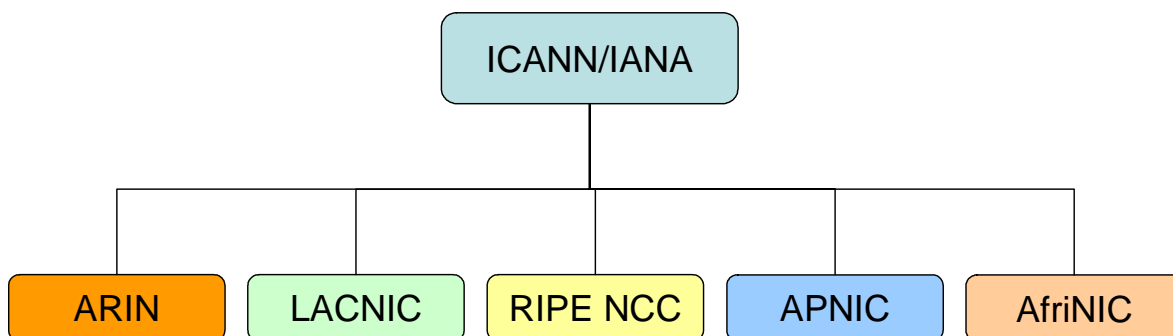 ICANN/IANA
ARIN
LACNIC
RIPE NCC
APNIC
AfriNIC